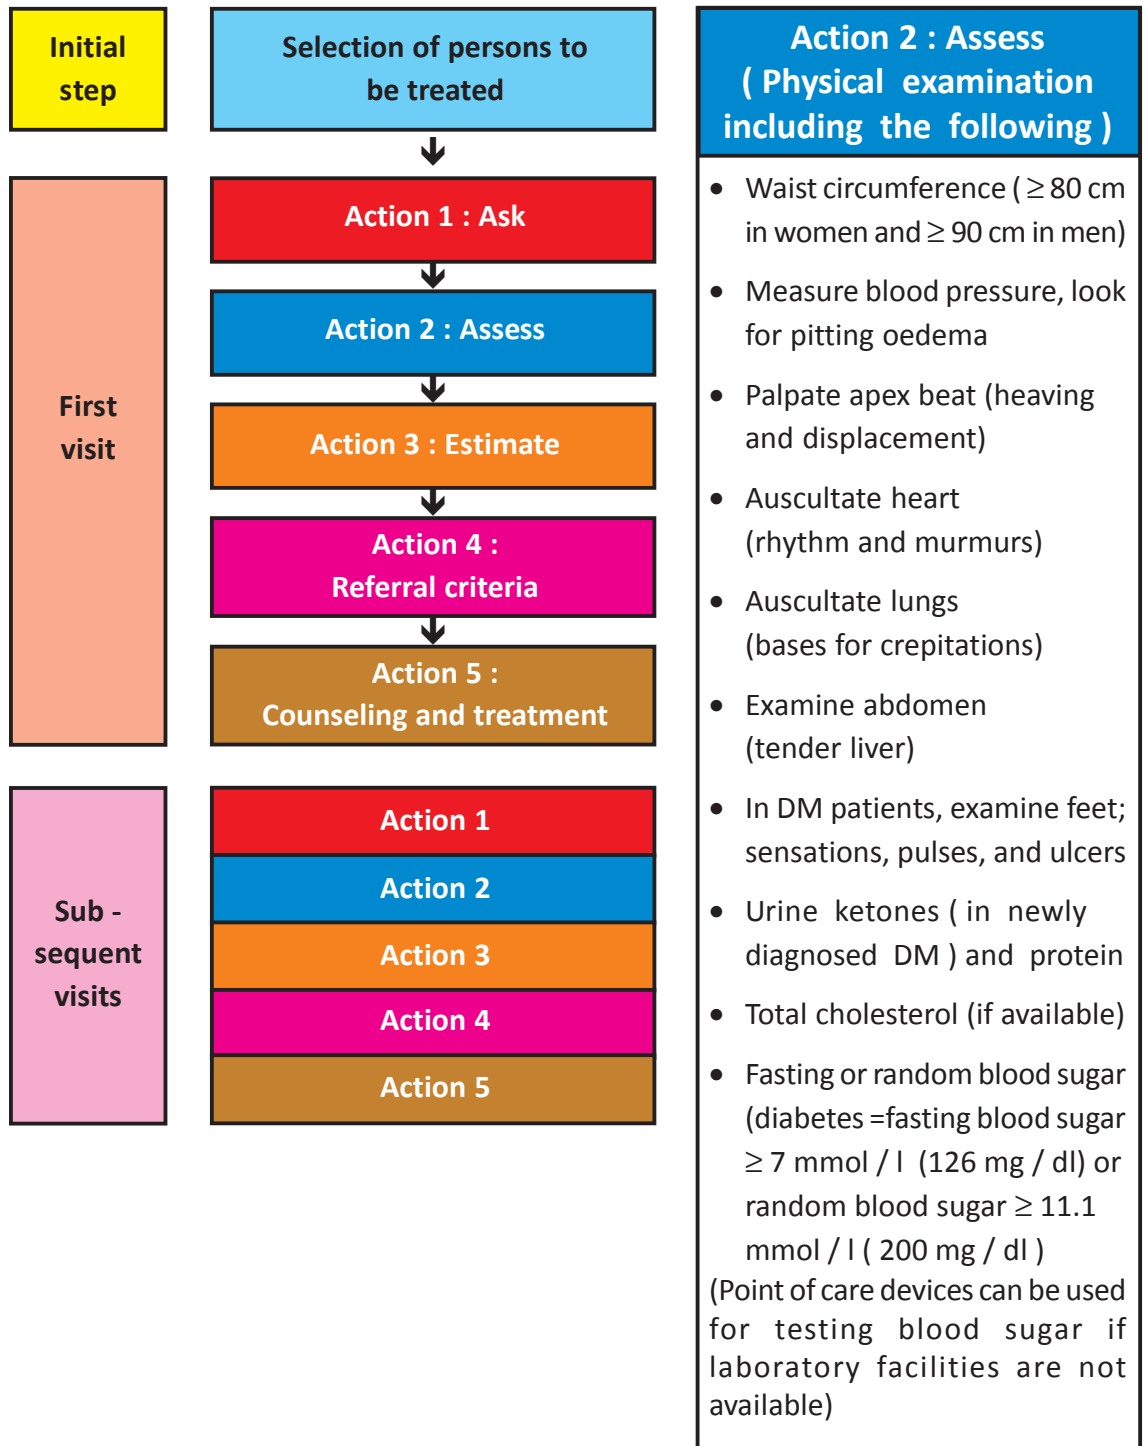 Initial
step
Selection of persons to
be treated
First
visit
Action 1 : Ask
Action 2 : Assess
Action 3 : Estimate
Action 4 :
Referral criteria
Action 5 :
Counseling and treatment
Sub -
sequent
visits
Action 1
Action 2
Action 3
Action 4
Action 5
Action 2 : Assess
( Physical examination
including the following )
• Waist circumference ( ≥ 80 cm
in women and ≥ 90 cm in men)
• Measure blood pressure, look
for pitting oedema
• Palpate apex beat (heaving
and displacement)
• Auscultate heart
(rhythm and murmurs)
• Auscultate lungs
(bases for crepitations)
• Examine abdomen
(tender liver)
• In DM patients, examine feet;
sensations, pulses, and ulcers
• Urine ketones ( in newly
diagnosed DM ) and protein
• Total cholesterol (if available)
• Fasting or random blood sugar
(diabetes =fasting blood sugar
≥ 7 mmol / l (126 mg / dl) or
random blood sugar ≥ 11.1
mmol / l ( 200 mg / dl )
(Point of care devices can be used
for testing blood sugar if
laboratory facilities are not
available)